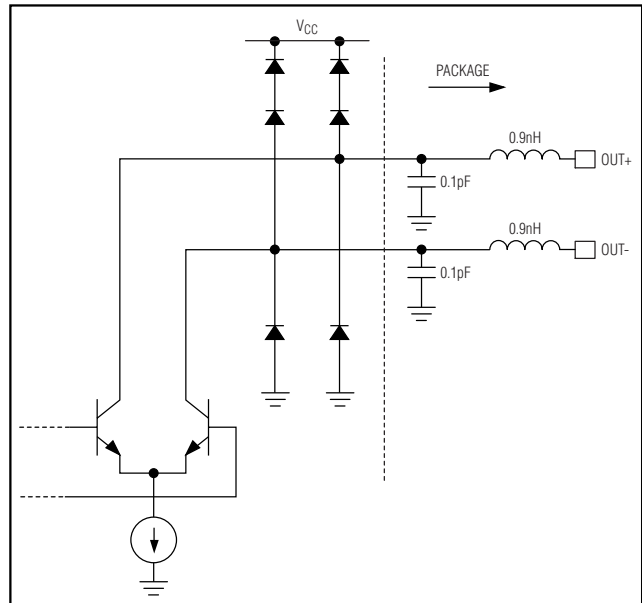 VCC
PACKAGE
0.9nH
OUT+
0.1pF
0.9nH
OUT-
0.1pF